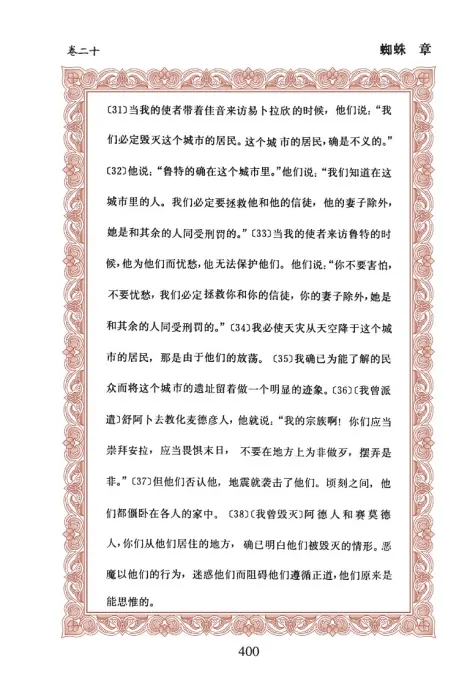 卷二十
蜘蛛 章
〔31〕当我的使者带着佳音来访易卜拉欣的时候，他们说：“我
们必定毁灭这个城市的居民。这个城市的居民，确是不义的。”
〔32〕他说：“鲁特的确在这个城市里。”他们说：“我们知道在这
城市里的人。我们必定要拯救他和他的信徒，他的妻子除外，
她是和其余的人同受刑罚的。”〔33〕当我的使者来访鲁特的时
候，他为他们而忧愁，他无法保护他们。他们说：“你不要害怕，
不要忧愁，我们必定拯救你和你的信徒，你的妻子除外，她是
和其余的人同受刑罚的。”〔34〕我必使天灾从天空降于这个城
市的居民，那是由于他们的放荡。〔35〕我确已为能了解的民
众而将这个城市的遗址留着做一个明显的迹象。〔36〕〔我曾派
遣〕舒阿卜去教化麦德彦人，他就说：“我的宗族啊！你们应当
崇拜安拉，应当畏惧末日，不要在地方上为非做歹，摆弄是
非。”〔37〕但他们否认他，地震就袭击了他们。顷刻之间，他
们都僵卧在各人的家中。〔38〕〔我曾毁灭〕阿德人和赛莫德
人，你们从他们居住的地方，确已明白他们被毁灭的情形。恶
魔以他们的行为，迷惑他们而阻碍他们遵循正道，他们原来是
能思惟的。
400